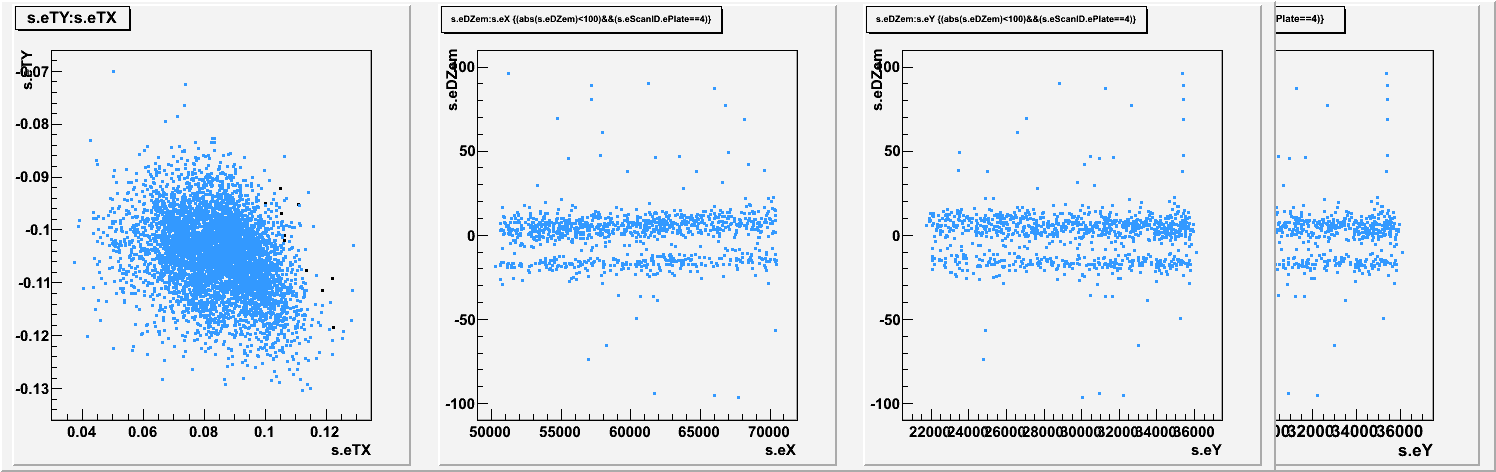 s.eTY:s.eTX
s.eTY
-0.07
-0.08
-0.09
-0.1
-0.11
-0.12
-0.13
0.04 0.06 0.08 0.1 0.12
s.eTX
s.eDZem:s.eX {(abs(s.eDZem)<100)&&(s.eScanID.ePlate==4)}
s.eDZem
100
50
0
-50
-100
50000 55000 60000 65000 70000
s.eX
s.eDZem:s.eY {(abs(s.eDZem)<100)&&(s.eScanID.ePlate==4)}
s.eDZem
100
50
0
-50
-100
22000 24000 26000 28000 30000 32000 34000 36000
s.eY
Plate==4)}
32000 34000 36000
s.eY